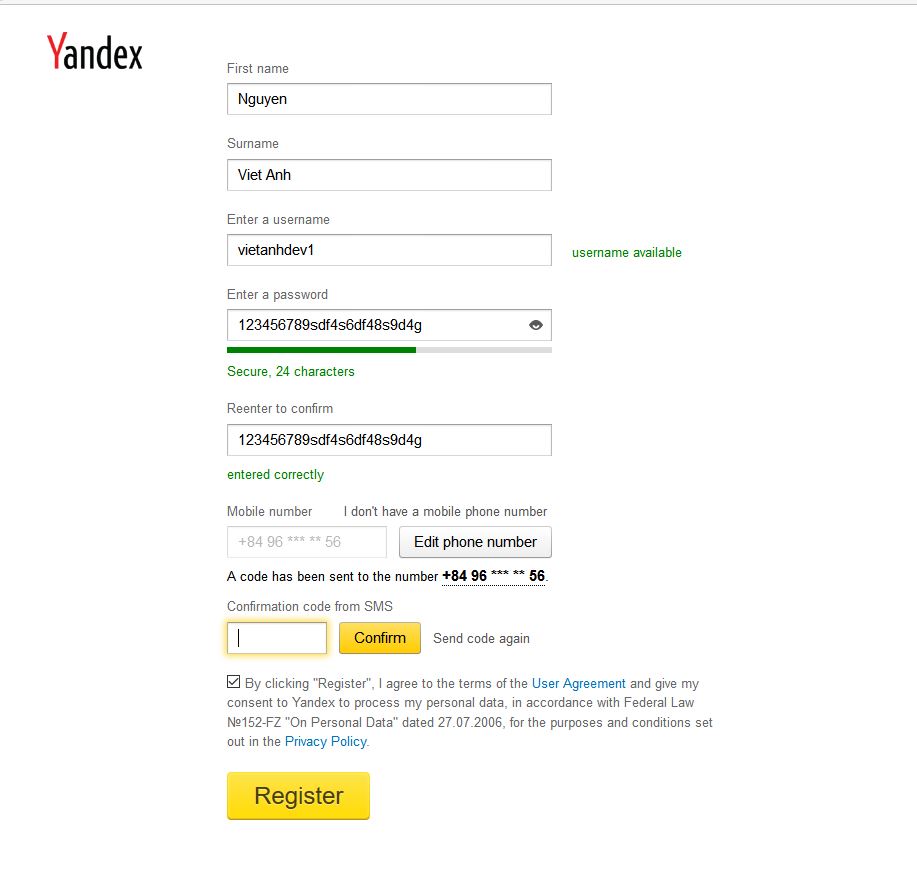 Yandex
First name
Nguyen
Surname
Viet Anh
Enter a username
vietanhdev1
username available
Enter a password
123456789sdf4s6df48s9d4g
Secure, 24 characters
Reenter to confirm
123456789sdf4s6df48s9d4g
entered correctly
Mobile number I don't have a mobile phone number
+84 96 *** ** 56 Edit phone number
A code has been sent to the number +84 96 *** ** 56.
Confirmation code from SMS
Confirm Send code again
By clicking "Register", I agree to the terms of the User Agreement and give my
consent to Yandex to process my personal data, in accordance with Federal Law
№152-FZ "On Personal Data" dated 27.07.2006, for the purposes and conditions set
out in the Privacy Policy.
Register